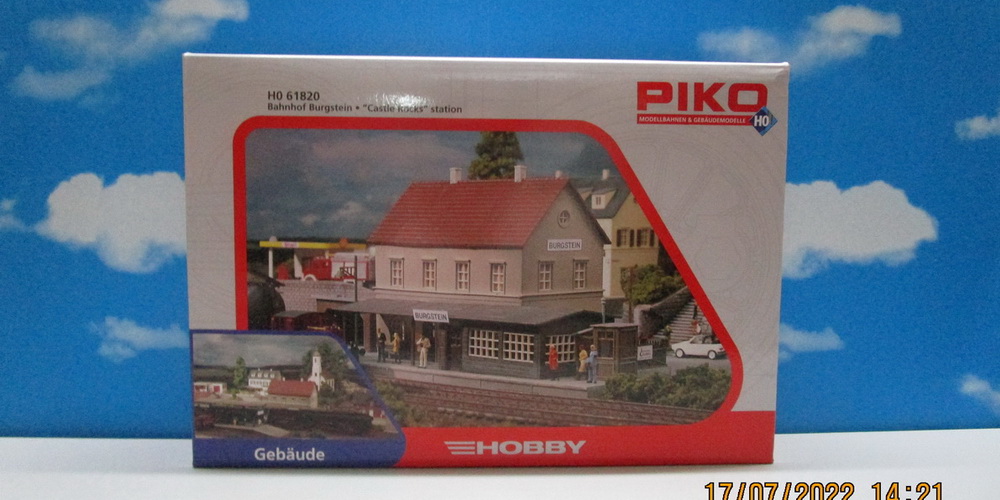 H0 61820
Bahnhof Burgstein • "Castle Rocks" station
PIKO
MODELLBAHNEN & GEBÄUDEMODELLE
H0
BURGSTEIN
BURGSTEIN
Gebäude
HOBBY
17/07/2022 14:21